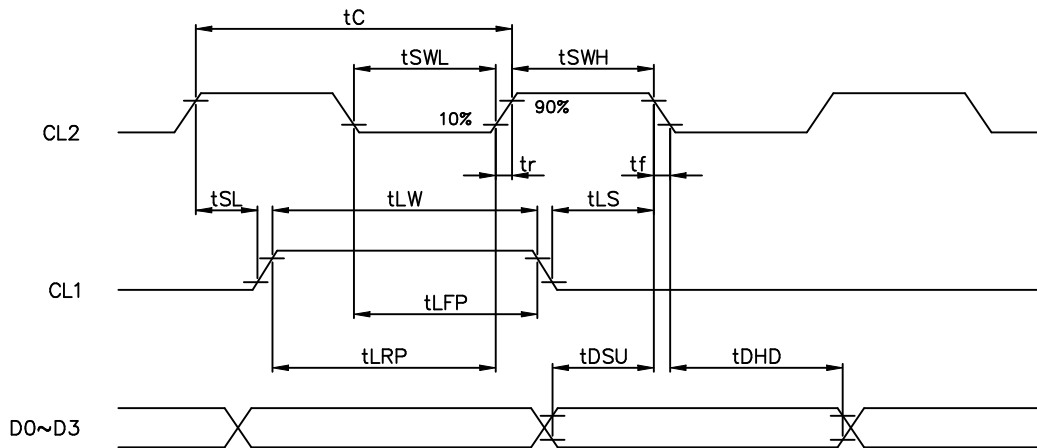 tC
tSWL
tSWH
CL2
10%
90%
tr
tf
tSL
tLW
tLS
CL1
tLFP
tLRP
tDSU
tDHD
D0~D3